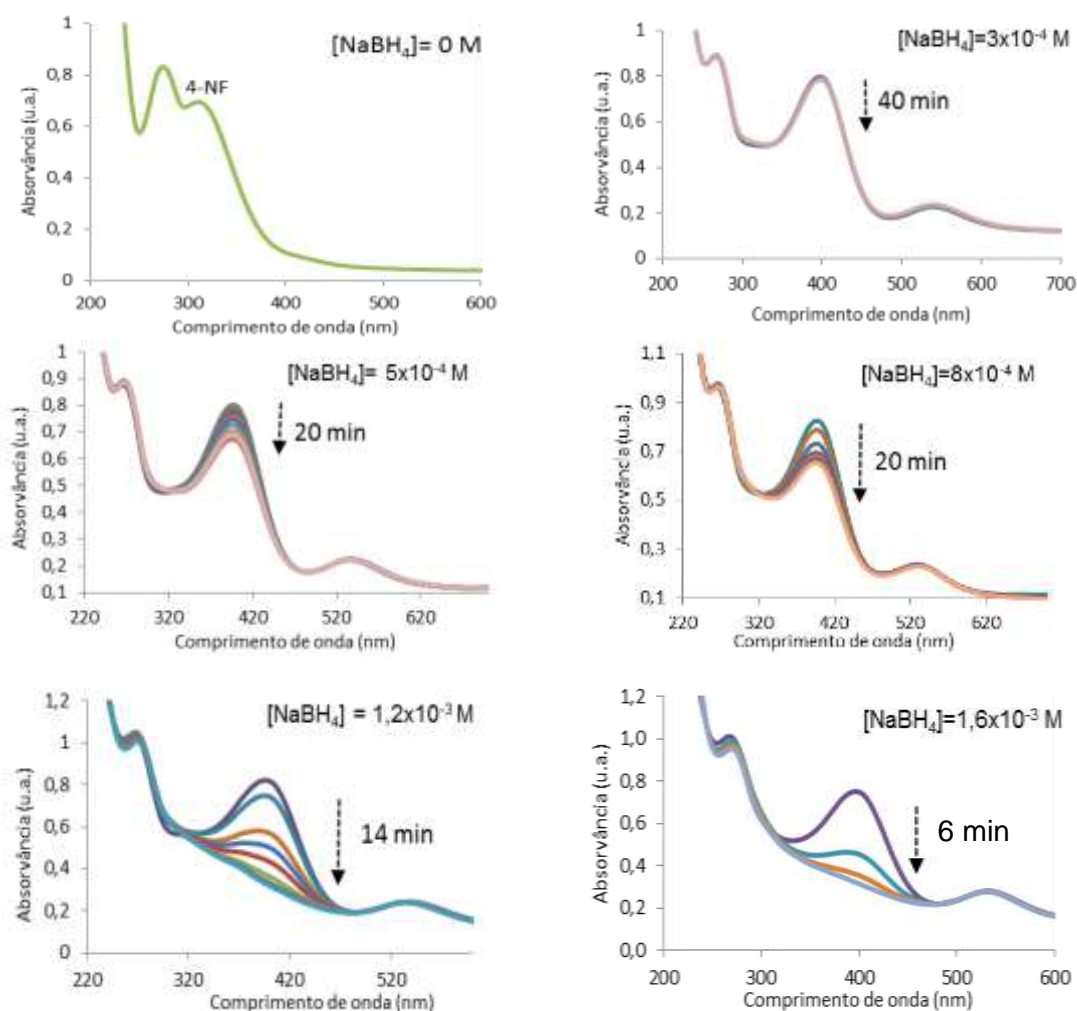 [NaBH₄]= 0 M
4-NF
Absorvância (u.a.)
1
0,8
0,6
0,4
0,2
0
200 300 400 500 600
Comprimento de onda (nm)
[NaBH₄]=3x10⁻⁴ M
40 min
Absorvância (u.a.)
1
0,8
0,6
0,4
0,2
0
200 300 400 500 600 700
Comprimento de onda (nm)
[NaBH₄]= 5x10⁻⁴ M
20 min
Absorvância (u.a.)
1
0,9
0,8
0,7
0,6
0,5
0,4
0,3
0,2
0,1
220 320 420 520 620
Comprimento de onda (nm)
[NaBH₄]=8x10⁻⁴ M
20 min
Absorvância (u.a.)
1,1
0,9
0,7
0,5
0,3
0,1
220 320 420 520 620
Comprimento de onda (nm)
[NaBH₄] = 1,2x10⁻³ M
14 min
Absorvância (u.a.)
1,2
1
0,8
0,6
0,4
0,2
0
220 320 420 520
Comprimento de onda (nm)
[NaBH₄]=1,6x10⁻³ M
6 min
Absorvância (u.a.)
1,2
1,0
0,8
0,6
0,4
0,2
0,0
200 300 400 500 600
Comprimento de onda (nm)